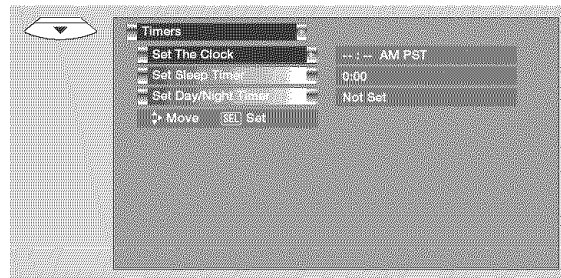 Timers
Set The Clock -- : -- AM PST
Set Sleep Timer 0:00
Set Day/Night Timer Not Set
Move SEL Set